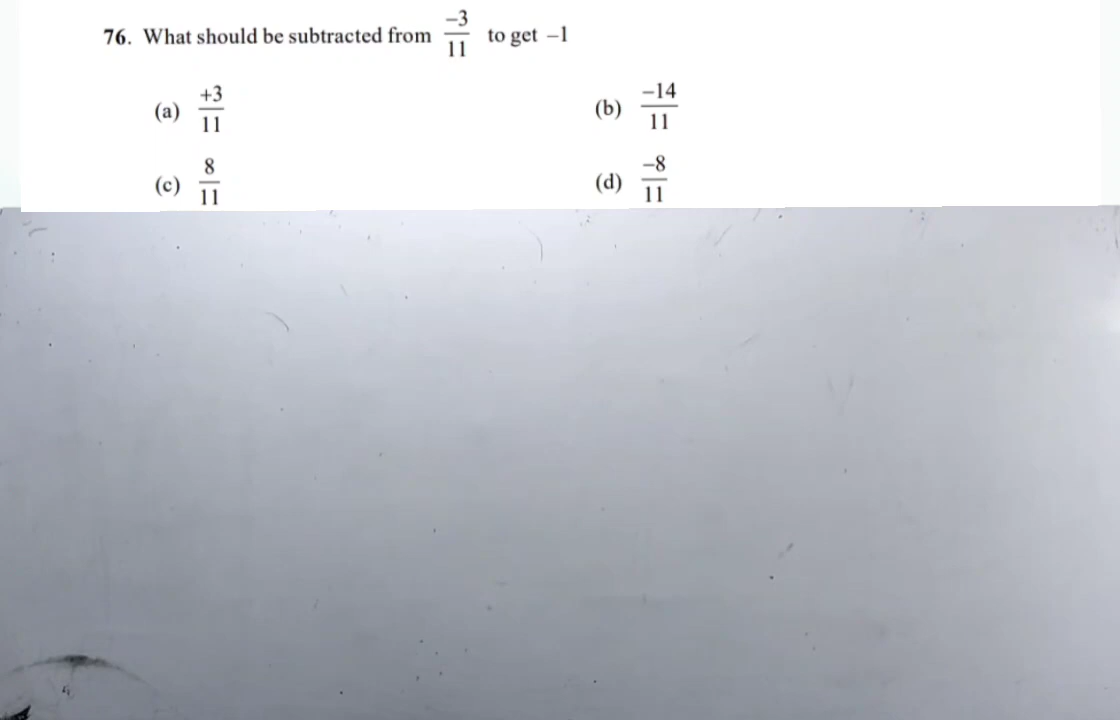 76. What should be subtracted from −3/11 to get −1
(a) +3/11 (b) −14/11
(c) 8/11 (d) −8/11